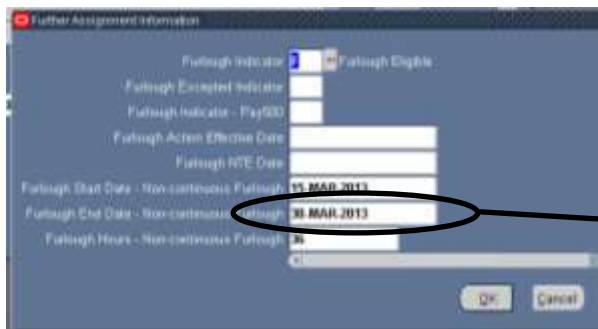 Further Assignment Information
Furlough Indicator Furlough Eligible
Furlough Excepted Indicator
Furlough Indicator - Pay500
Furlough Action Effective Date
Furlough NTE Date
Furlough Start Date - Non-continuous Furlough 15-MAR-2013
Furlough End Date - Non-continuous Furlough 30-MAR-2013
Furlough Hours - Non-continuous Furlough 36
OK Cancel